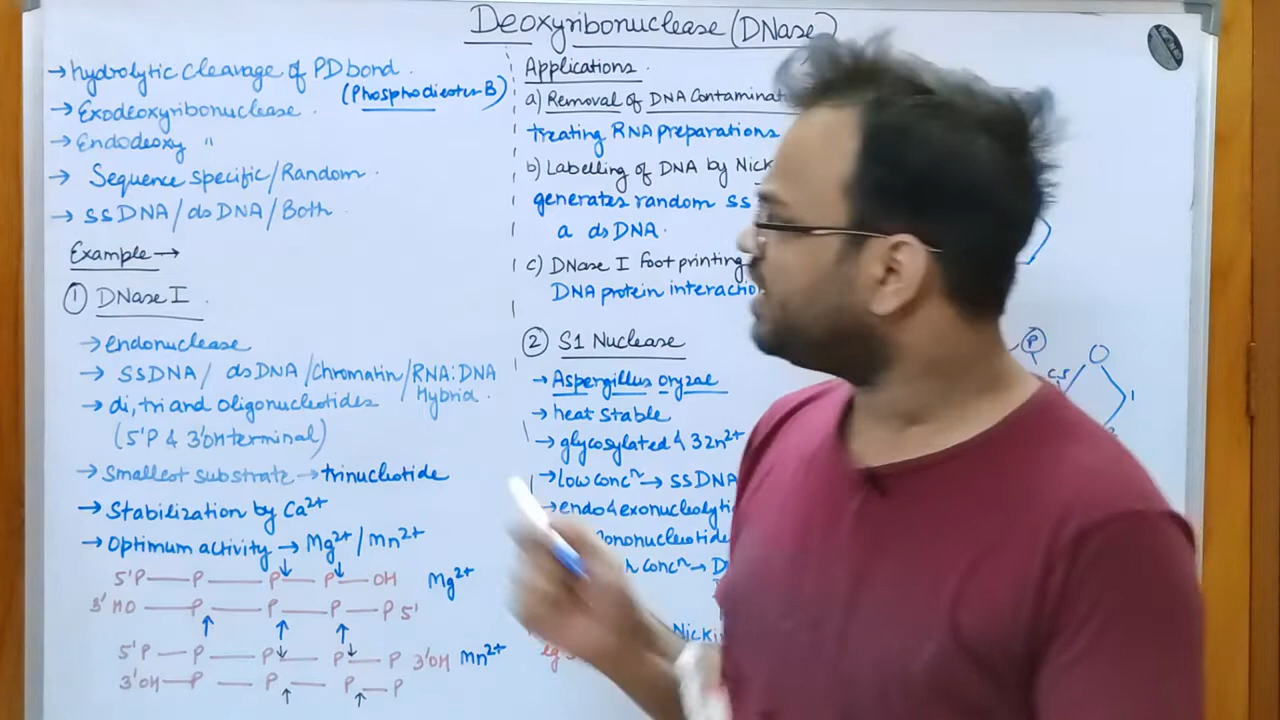 Deoxyribonuclease (DNase)
→ hydrolytic cleavage of PD bond.
(Phosphodiester B)
→ Exodeoxyribonuclease.
→ Endodeoxy "
→ Sequence specific/Random.
→ ssDNA/dsDNA/Both.
Example →
① DNase I.
→ endonuclease
→ ssDNA/dsDNA/chromatin/RNA:DNA
Hybrid.
→ di, tri and oligonucleotides
(5'P & 3'OH terminal)
→ Smallest substrate → trinucleotide
→ Stabilization by Ca2+
→ Optimum activity → Mg2+/Mn2+
5'P — P — P — P — OH Mg2+
3'HO — P — P — P — P 5'
5'P — P — P — P — P 3'OH Mn2+
3'OH — P — P — P — P
Applications.
a) Removal of DNA
treating RNA preparations
b) Labelling of DNA by
generates random ss
a dsDNA.
c) DNase I foot printing
DNA protein
② S1 Nuclease
→ Aspergillus oryzae
→ heat stable
→ glycosylated & 3Zn2+
→ low concn → ssDNA
→ endo & exonucleolytic
concn →
P
C5
O
1